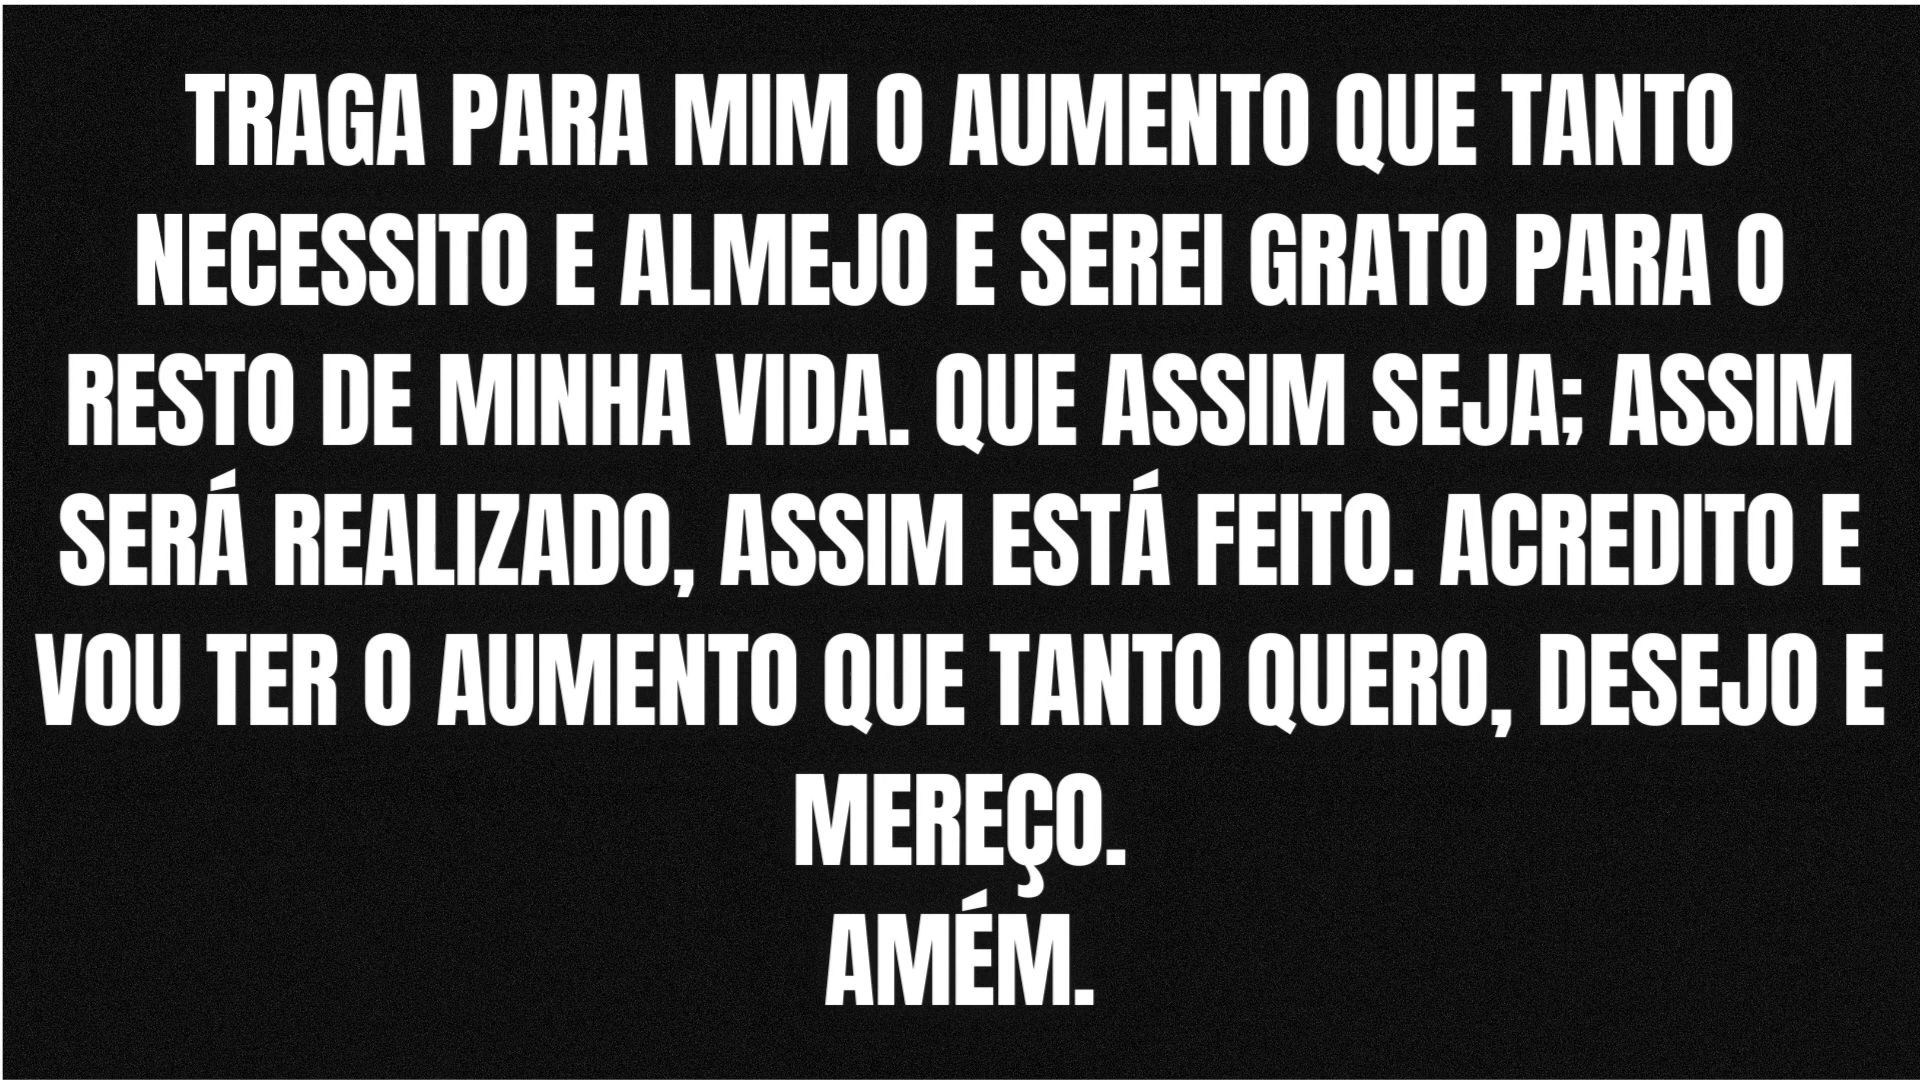 TRAGA PARA MIM O AUMENTO QUE TANTO
NECESSITO E ALMEJO E SEREI GRATO PARA O
RESTO DE MINHA VIDA. QUE ASSIM SEJA; ASSIM
SERÁ REALIZADO, ASSIM ESTÁ FEITO. ACREDITO E
VOU TER O AUMENTO QUE TANTO QUERO, DESEJO E
MEREÇO.
AMÉM.